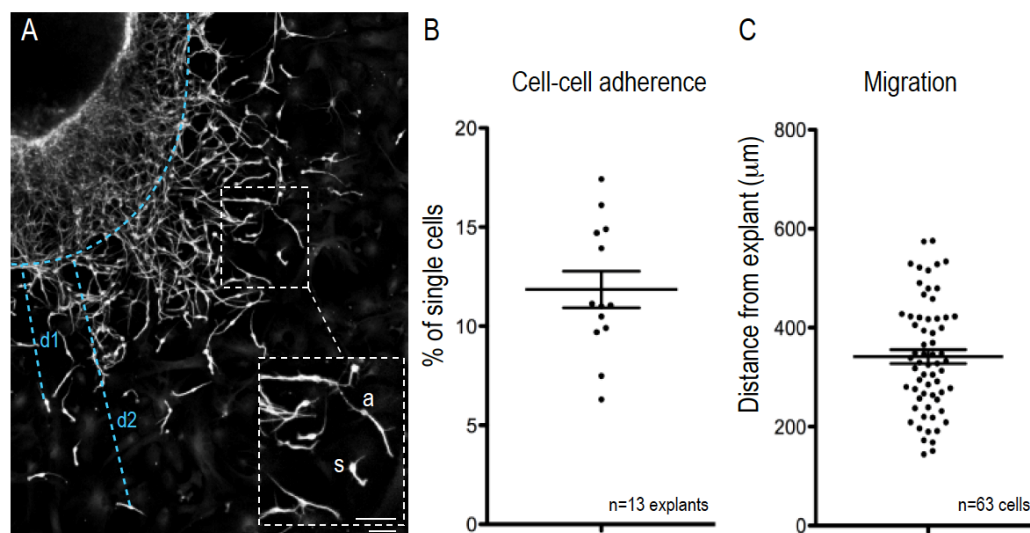 A
d1
d2
a
s
B
Cell-cell adherence
% of single cells
20
15
10
5
0
n=13 explants
C
Migration
Distance from explant (μm)
800
600
400
200
0
n=63 cells